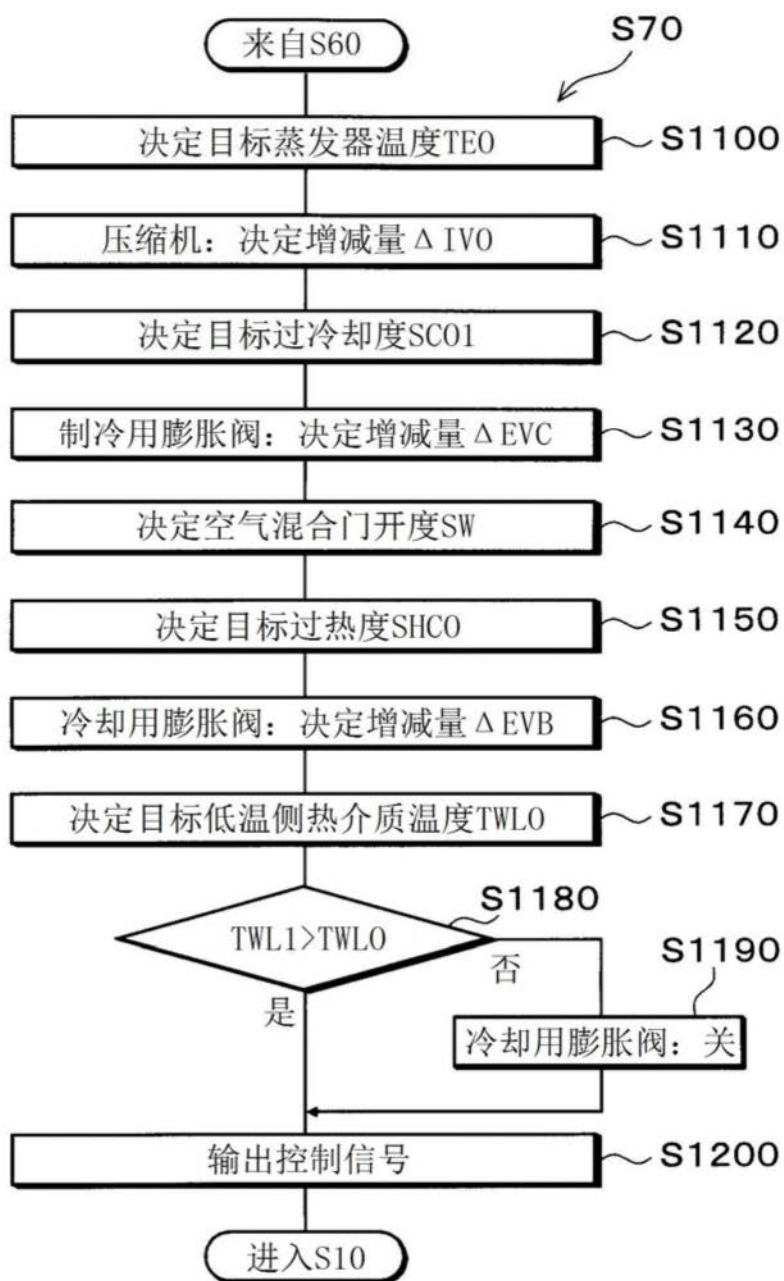 来自S60
S70
决定目标蒸发器温度TEO
S1100
压缩机：决定增减量ΔIVO
S1110
决定目标过冷却度SCO1
S1120
制冷用膨胀阀：决定增减量ΔEVC
S1130
决定空气混合门开度SW
S1140
决定目标过热度SHCO
S1150
冷却用膨胀阀：决定增减量ΔEVB
S1160
决定目标低温侧热介质温度TWLO
S1170
S1180
TWL1>TWLO
否
S1190
是
冷却用膨胀阀：关
输出控制信号
S1200
进入S10